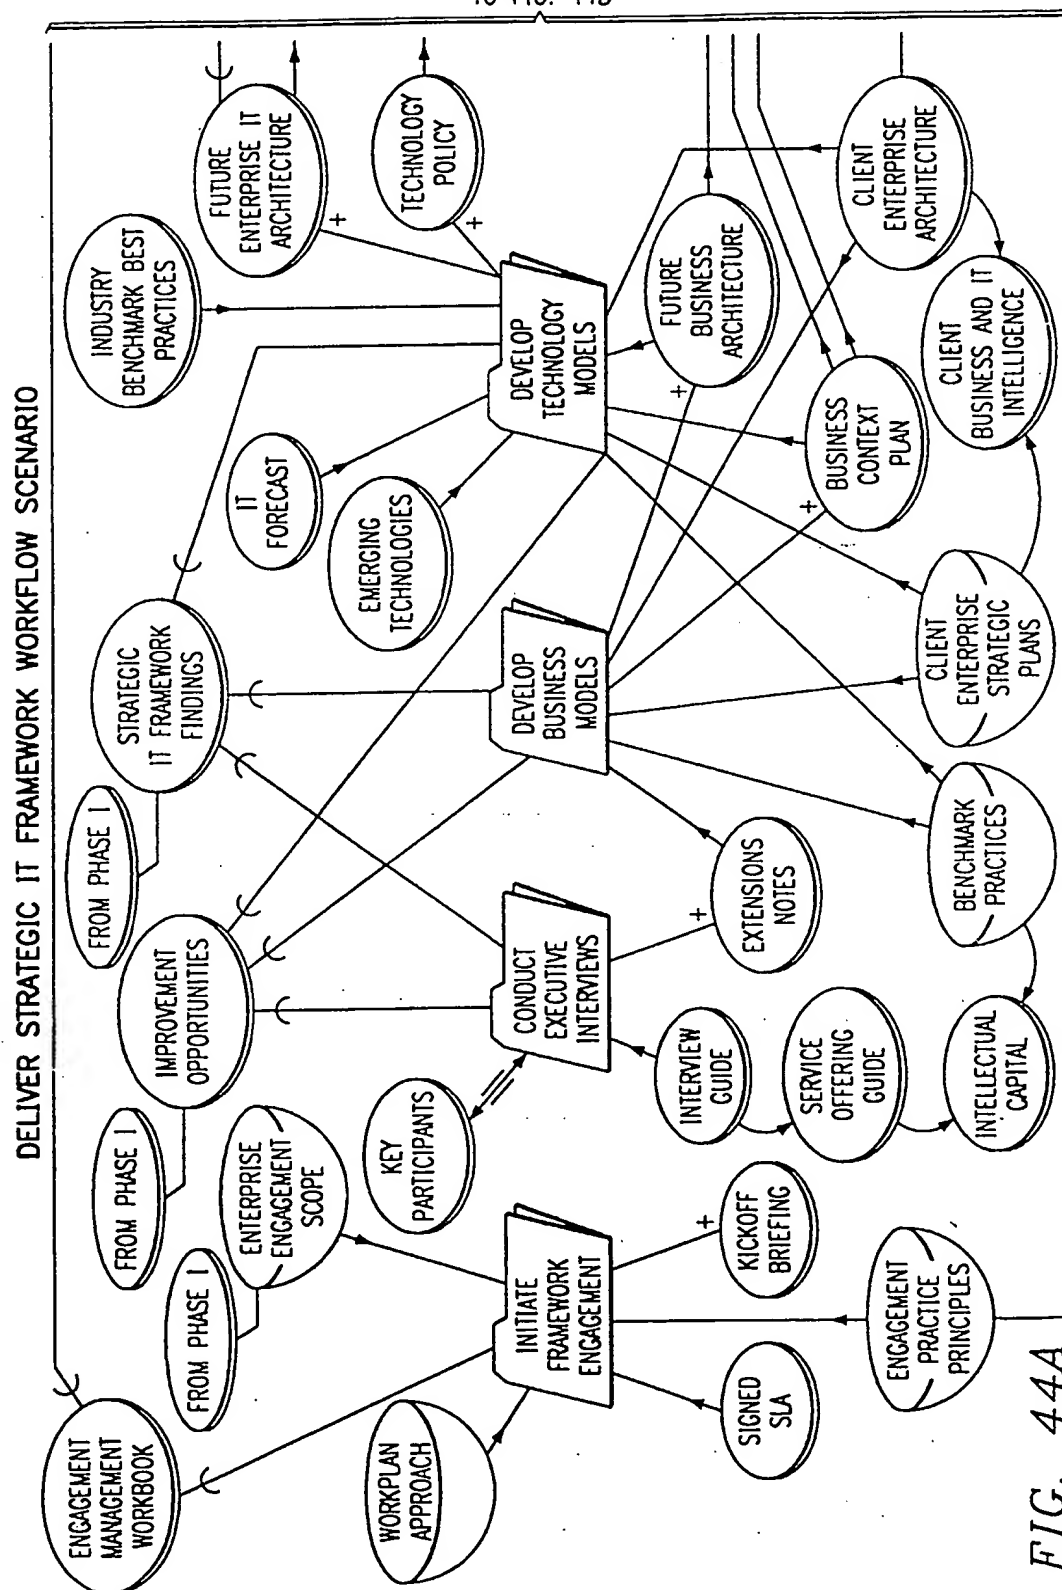 DELIVER STRATEGIC IT FRAMEWORK WORKFLOW SCENARIO
ENGAGEMENT
MANAGEMENT
WORKBOOK
FROM PHASE I
FROM PHASE I
FROM PHASE I
ENTERPRISE
ENGAGEMENT
SCOPE
IMPROVEMENT
OPPORTUNITIES
STRATEGIC
IT FRAMEWORK
FINDINGS
INDUSTRY
BENCHMARK BEST
PRACTICES
FUTURE
ENTERPRISE IT
ARCHITECTURE
+
IT
FORECAST
TECHNOLOGY
POLICY
+
WORKPLAN
APPROACH
KEY
PARTICIPANTS
EMERGING
TECHNOLOGIES
INITIATE
FRAMEWORK
ENGAGEMENT
CONDUCT
EXECUTIVE
INTERVIEWS
DEVELOP
BUSINESS
MODELS
DEVELOP
TECHNOLOGY
MODELS
SIGNED
SLA
+
KICKOFF
BRIEFING
INTERVIEW
GUIDE
+
EXTENSIONS
NOTES
+
FUTURE
BUSINESS
ARCHITECTURE
SERVICE
OFFERING
GUIDE
+
BUSINESS
CONTEXT
PLAN
CLIENT
ENTERPRISE
ARCHITECTURE
ENGAGEMENT
PRACTICE
PRINCIPLES
INTELLECTUAL
CAPITAL
BENCHMARK
PRACTICES
CLIENT
ENTERPRISE
STRATEGIC
PLANS
CLIENT
BUSINESS AND IT
INTELLIGENCE
FIG. 44A